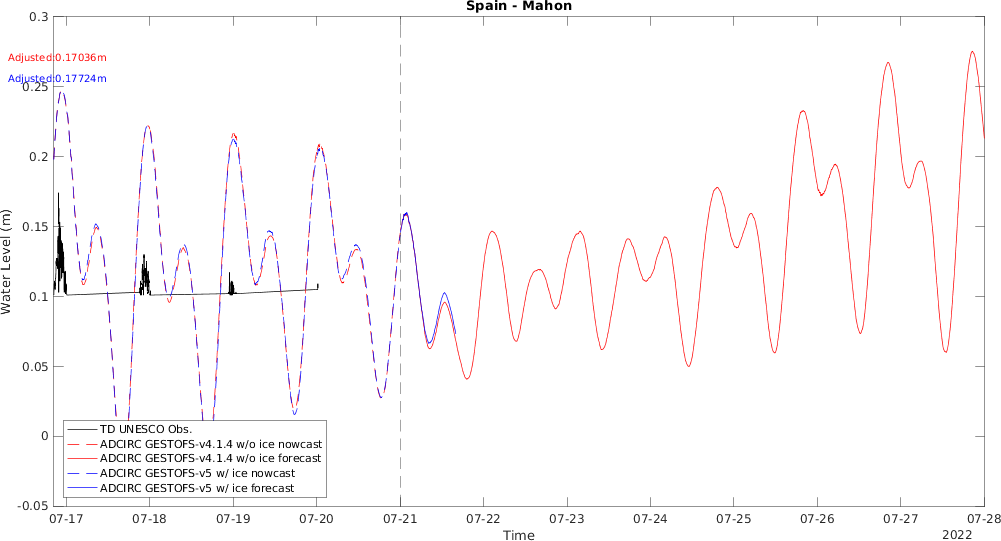 Spain - Mahon
Adjusted:0.17036m
Adjusted:0.17724m
0.3
0.25
0.2
0.15
0.1
0.05
0
-0.05
Water Level (m)
TD UNESCO Obs.
ADCIRC GESTOFS-v4.1.4 w/o ice nowcast
ADCIRC GESTOFS-v4.1.4 w/o ice forecast
ADCIRC GESTOFS-v5 w/ ice nowcast
ADCIRC GESTOFS-v5 w/ ice forecast
07-17 07-18 07-19 07-20 07-21 07-22 07-23 07-24 07-25 07-26 07-27 07-28
Time
2022